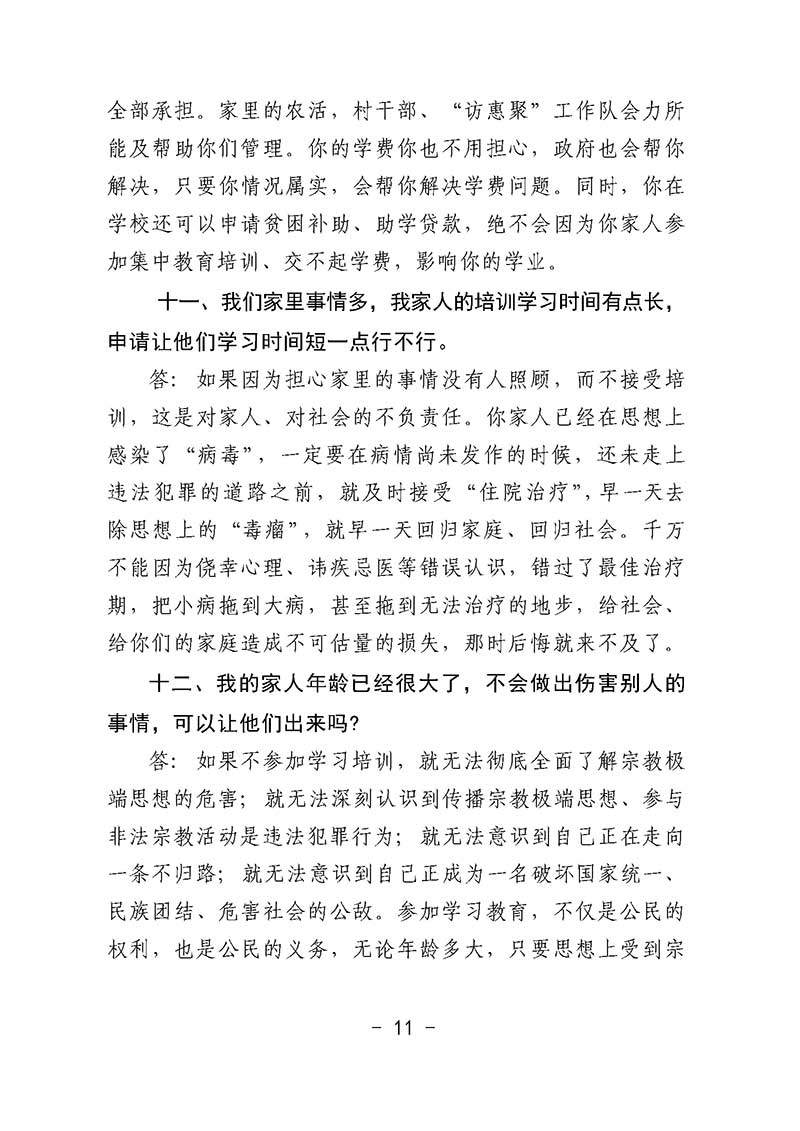 全部承担。家里的农活，村干部、“访惠聚”工作队会力所
能及帮助你们管理。你的学费你也不用担心，政府也会帮你
解决，只要你情况属实，会帮你解决学费问题。同时，你在
学校还可以申请贫困补助、助学贷款，绝不会因为你家人参
加集中教育培训、交不起学费，影响你的学业。
十一、我们家里事情多，我家人的培训学习时间有点长，
申请让他们学习时间短一点行不行。
答：如果因为担心家里的事情没有人照顾，而不接受培
训，这是对家人、对社会的不负责任。你家人已经在思想上
感染了“病毒”，一定要在病情尚未发作的时候，还未走上
违法犯罪的道路之前，就及时接受“住院治疗”，早一天去
除思想上的“毒瘤”，就早一天回归家庭、回归社会。千万
不能因为侥幸心理、讳疾忌医等错误认识，错过了最佳治疗
期，把小病拖到大病，甚至拖到无法治疗的地步，给社会、
给你们的家庭造成不可估量的损失，那时后悔就来不及了。
十二、我的家人年龄已经很大了，不会做出伤害别人的
事情，可以让他们出来吗?
答：如果不参加学习培训，就无法彻底全面了解宗教极
端思想的危害；就无法深刻认识到传播宗教极端思想、参与
非法宗教活动是违法犯罪行为；就无法意识到自己正在走向
一条不归路；就无法意识到自己正成为一名破坏国家统一、
民族团结、危害社会的公敌。参加学习教育，不仅是公民的
权利，也是公民的义务，无论年龄多大，只要思想上受到宗
- 11 -